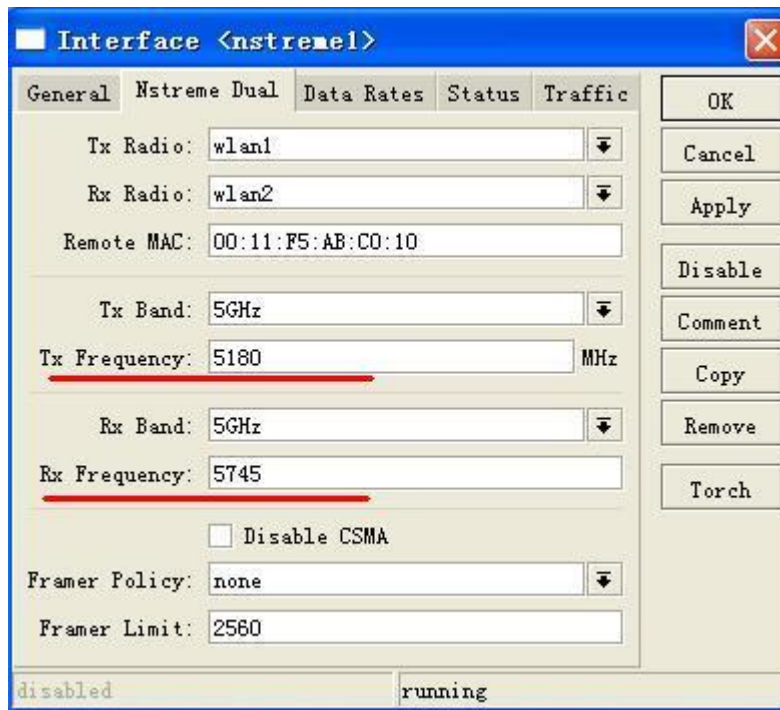 Interface <nstreme1>
General Nstreme Dual Data Rates Status Traffic
Tx Radio: wlan1
Rx Radio: wlan2
Remote MAC: 00:11:F5:AB:C0:10
Tx Band: 5GHz
Tx Frequency: 5180 MHz
Rx Band: 5GHz
Rx Frequency: 5745
Disable CSMA
Framer Policy: none
Framer Limit: 2560
OK
Cancel
Apply
Disable
Comment
Copy
Remove
Torch
disabled running